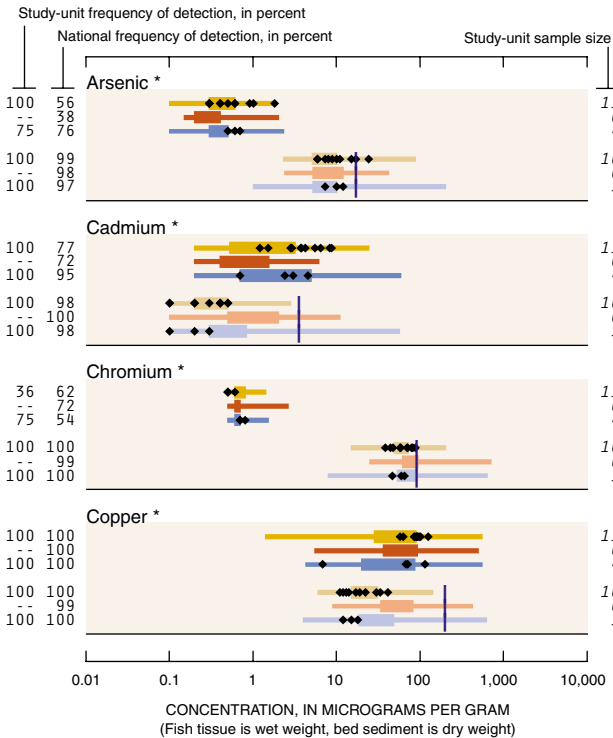 Study-unit frequency of detection, in percent
National frequency of detection, in percent
Study-unit sample size
Arsenic *
100 56
-- 38
75 76
100 99
-- 98
100 97
Cadmium *
100 77
-- 72
100 95
100 98
-- 100
100 98
Chromium *
36 62
-- 72
75 54
100 100
-- 99
100 100
Copper *
100 100
-- 100
100 100
100 100
-- 99
100 100
0.01 0.1 1 10 100 1,000 10,000
CONCENTRATION, IN MICROGRAMS PER GRAM
(Fish tissue is wet weight, bed sediment is dry weight)